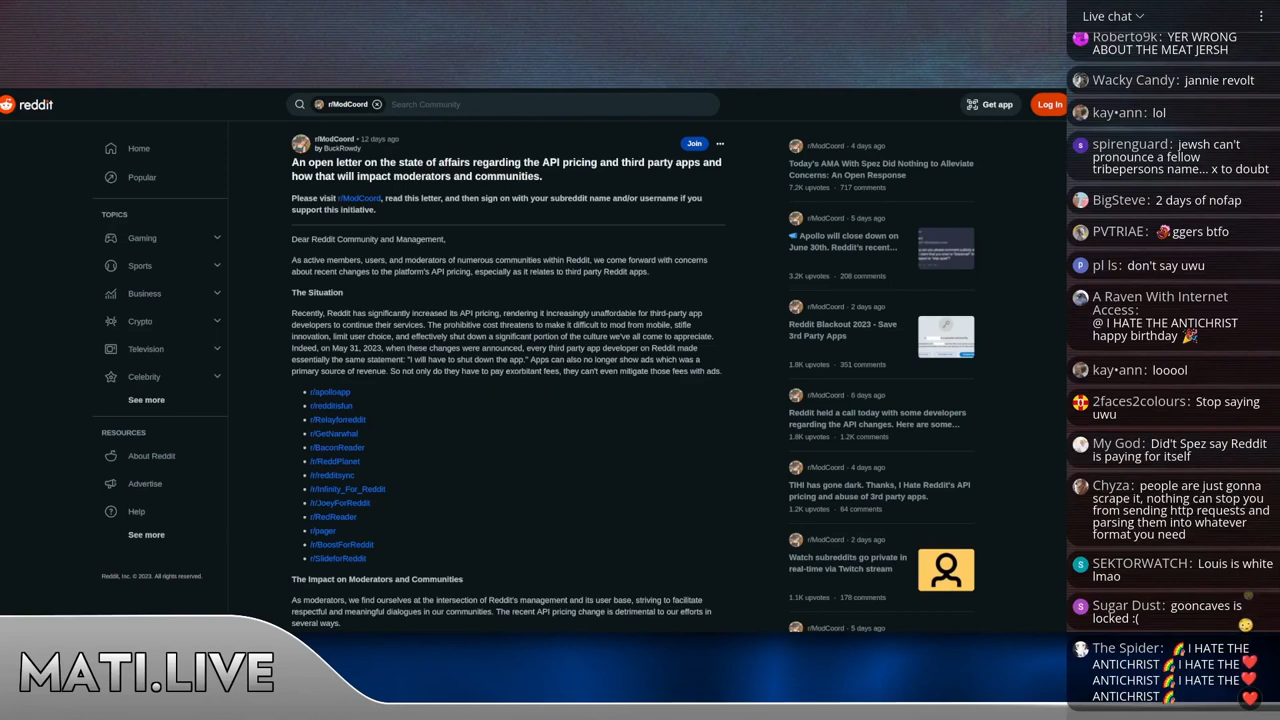 reddit
r/ModCoord
Search Community
Get app
Log In
Home
Popular
TOPICS
Gaming
Sports
Business
Crypto
Television
Celebrity
See more
RESOURCES
About Reddit
Advertise
Help
See more
Reddit, Inc. © 2023. All rights reserved.
r/ModCoord · 12 days ago
by BuckRowdy
Join
An open letter on the state of affairs regarding the API pricing and third party apps and
how that will impact moderators and communities.
Please visit r/ModCoord, read this letter, and then sign on with your subreddit name and/or username if you
support this initiative.
Dear Reddit Community and Management,
As active members, users, and moderators of numerous communities within Reddit, we come forward with concerns
about recent changes to the platform's API pricing, especially as it relates to third party Reddit apps.
The Situation
Recently, Reddit has significantly increased its API pricing, rendering it increasingly unaffordable for third-party app
developers to continue their services. The prohibitive cost threatens to make it difficult to mod from mobile, stifle
innovation, limit user choice, and effectively shut down a significant portion of the culture we've all come to appreciate.
Indeed, on May 31, 2023, when these changes were announced, every third party app developer on Reddit made
essentially the same statement: "I will have to shut down the app." Apps can also no longer show ads which was a
primary source of revenue. So not only do they have to pay exorbitant fees, they can't even mitigate those fees with ads.
• r/apolloapp
• r/redditisfun
• r/Relayforreddit
• r/GetNarwhal
• r/BaconReader
• /r/ReddPlanet
• /r/redditsync
• /r/Infinity_For_Reddit
• /r/JoeyForReddit
• r/RedReader
• r/pager
• /r/BoostForReddit
• r/SlideforReddit
The Impact on Moderators and Communities
As moderators, we find ourselves at the intersection of Reddit's management and its user base, striving to facilitate
respectful and meaningful dialogues in our communities. The recent API pricing change is detrimental to our efforts in
several ways.
r/ModCoord · 4 days ago
Today's AMA With Spez Did Nothing to Alleviate
Concerns: An Open Response
7.2K upvotes · 717 comments
r/ModCoord · 5 days ago
📣 Apollo will close down on
June 30th. Reddit's recent…
3.2K upvotes · 208 comments
r/ModCoord · 2 days ago
Reddit Blackout 2023 - Save
3rd Party Apps
1.8K upvotes · 351 comments
r/ModCoord · 6 days ago
Reddit held a call today with some developers
regarding the API changes. Here are some…
1.8K upvotes · 1.2K comments
r/ModCoord · 4 days ago
TIHI has gone dark. Thanks, I Hate Reddit's API
pricing and abuse of 3rd party apps.
1.2K upvotes · 64 comments
r/ModCoord · 2 days ago
Watch subreddits go private in
real-time via Twitch stream
1.1K upvotes · 178 comments
r/ModCoord · 5 days ago
MATI.LIVE
Live chat
Roberto9k: YER WRONG
ABOUT THE MEAT JERSH
Wacky Candy: jannie revolt
kay•ann: lol
spireguard: jewsh can't
pronounce a fellow
tribepersons name... x to doubt
BigSteve: 2 days of no fap
PVTRIAE: 🪱ggers btfo
Tills: don't say uwu
A Raven With Internet
Access:
@I HATE THE ANTICHRIST
happy birthday 🎉
kay•ann: loool
2faces2colours: stop saying
uwu
MyFace: Didn't bezos reddit
is paying for itself
Chyza: people are just gonna
scrape. nothing can stop you
from sending http requests and
turning them into whatever
format you need
ZENTOR WATCH: Lost in white
lmao
Edgar Dante: goonclown
locked :(
The Spider: 🌈I HATE THE
ANTICHRIST🌈I HATE THE
ANTICHRIST🌈I HATE THE
ANTICHRIST🌈